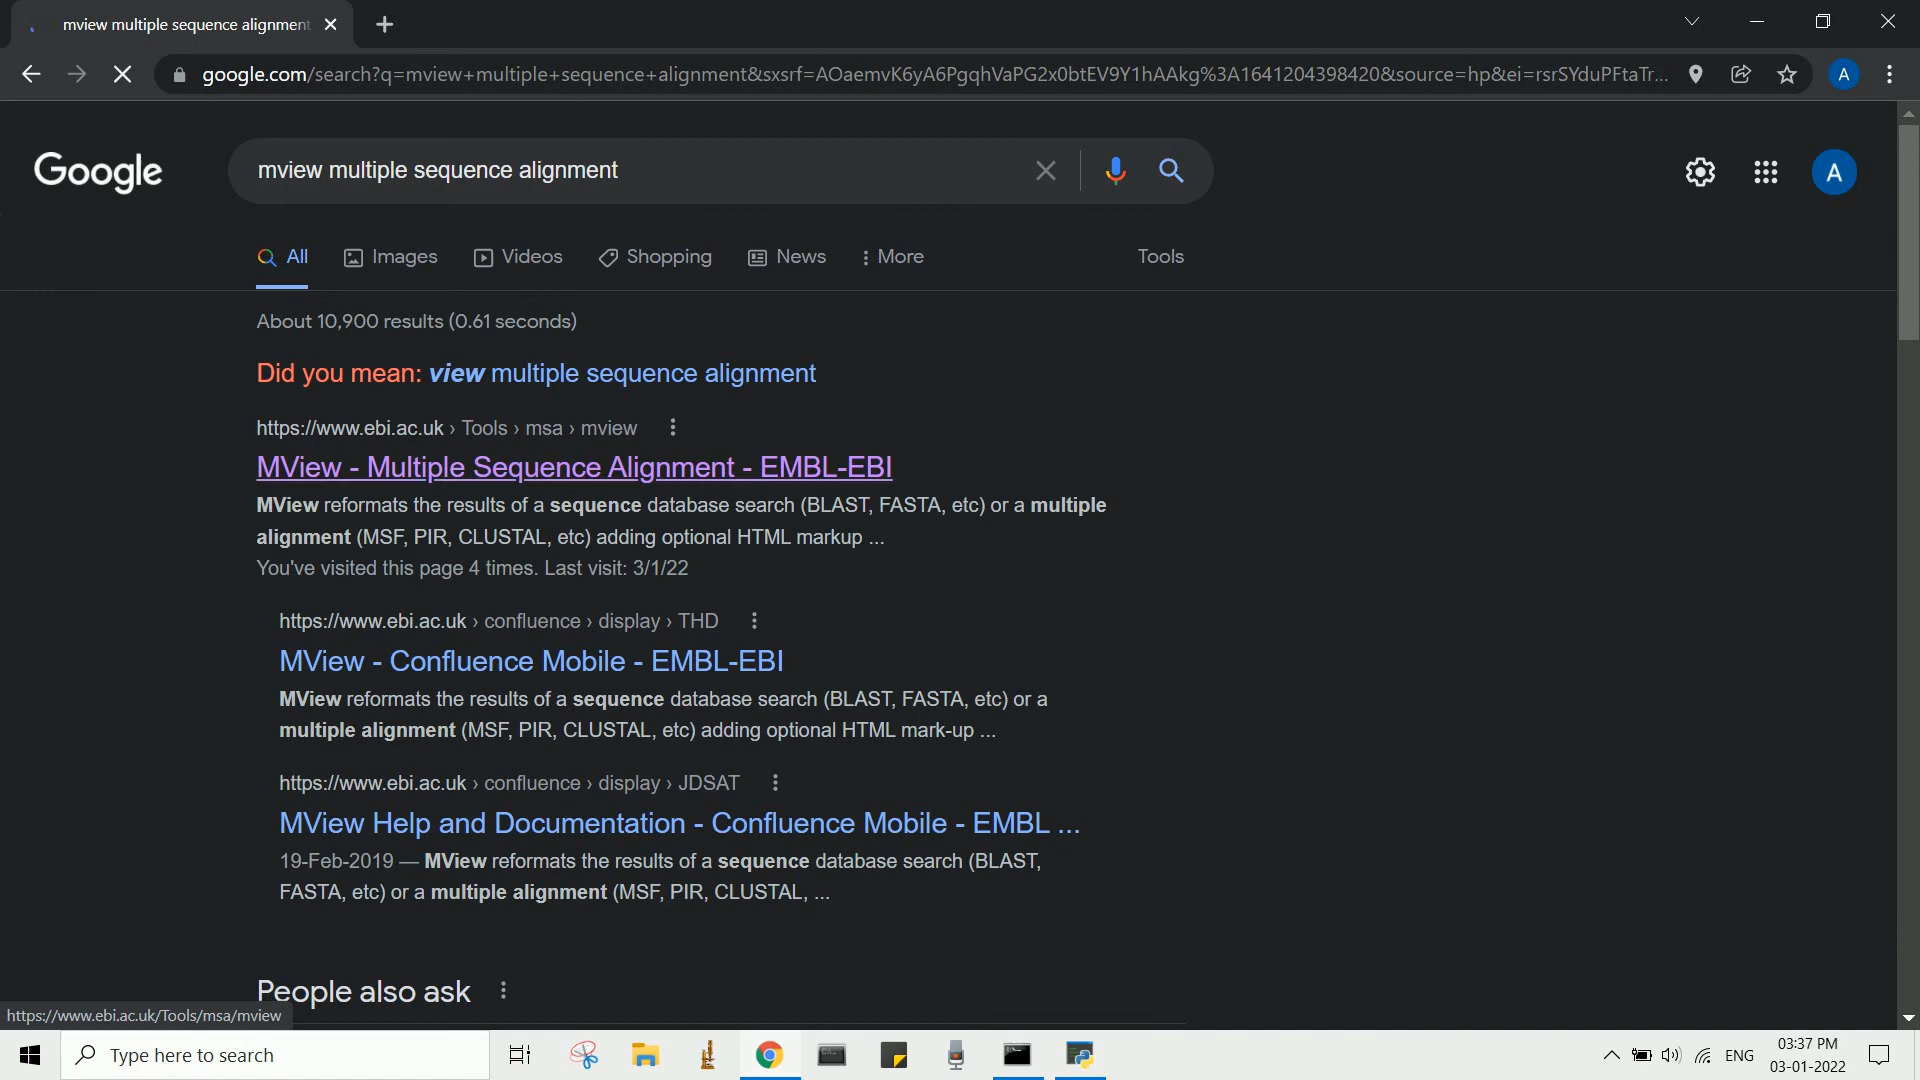 mview multiple sequence alignment
google.com/search?q=mview+multiple+sequence+alignment&sxsrf=AOaemvK6yA6PgqhVaPG2x0btEV9Y1hAAkg%3A1641204398420&source=hp&ei=rsrSYduPFtaTr...
A
Google
mview multiple sequence alignment
A
All
Images
Videos
Shopping
News
More
Tools
About 10,900 results (0.61 seconds)
Did you mean: view multiple sequence alignment
https://www.ebi.ac.uk › Tools › msa › mview
MView - Multiple Sequence Alignment - EMBL-EBI
MView reformats the results of a sequence database search (BLAST, FASTA, etc) or a multiple
alignment (MSF, PIR, CLUSTAL, etc) adding optional HTML markup ...
You've visited this page 4 times. Last visit: 3/1/22
https://www.ebi.ac.uk › confluence › display › THD
MView - Confluence Mobile - EMBL-EBI
MView reformats the results of a sequence database search (BLAST, FASTA, etc) or a
multiple alignment (MSF, PIR, CLUSTAL, etc) adding optional HTML mark-up ...
https://www.ebi.ac.uk › confluence › display › JDSAT
MView Help and Documentation - Confluence Mobile - EMBL ...
19-Feb-2019 — MView reformats the results of a sequence database search (BLAST,
FASTA, etc) or a multiple alignment (MSF, PIR, CLUSTAL, ...
People also ask
https://www.ebi.ac.uk/Tools/msa/mview
Type here to search
ENG
03:37 PM
03-01-2022